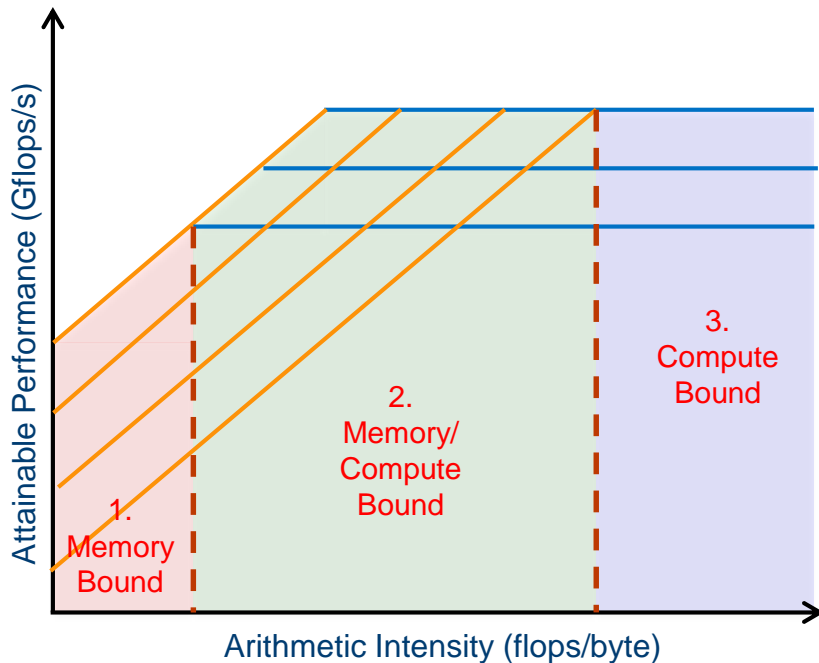 Attainable Performance (Gflops/s)
1.
Memory
Bound
2.
Memory/
Compute
Bound
3.
Compute
Bound
Arithmetic Intensity (flops/byte)